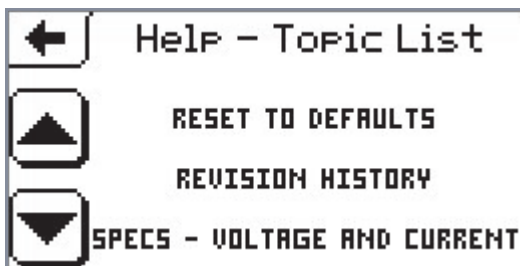 Help - Topic List
RESET TO DEFAULTS
REVISION HISTORY
SPECS - VOLTAGE AND CURRENT